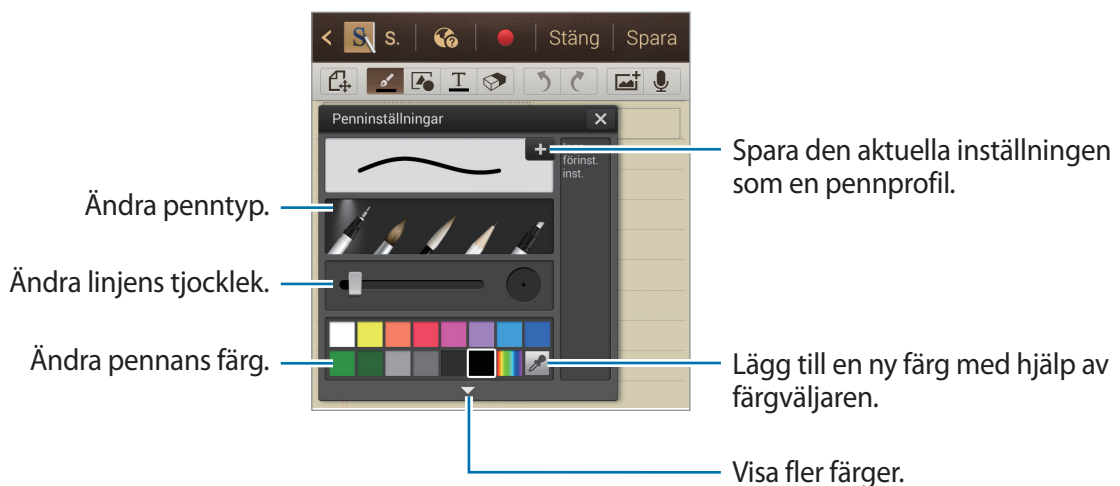 S S. Stäng Spara
T
Penninställningar
förinst.
inst.
Spara den aktuella inställningen
som en pennprofil.
Ändra penntyp.
Ändra linjens tjocklek.
Ändra pennans färg.
Lägg till en ny färg med hjälp av
färgväljaren.
Visa fler färger.